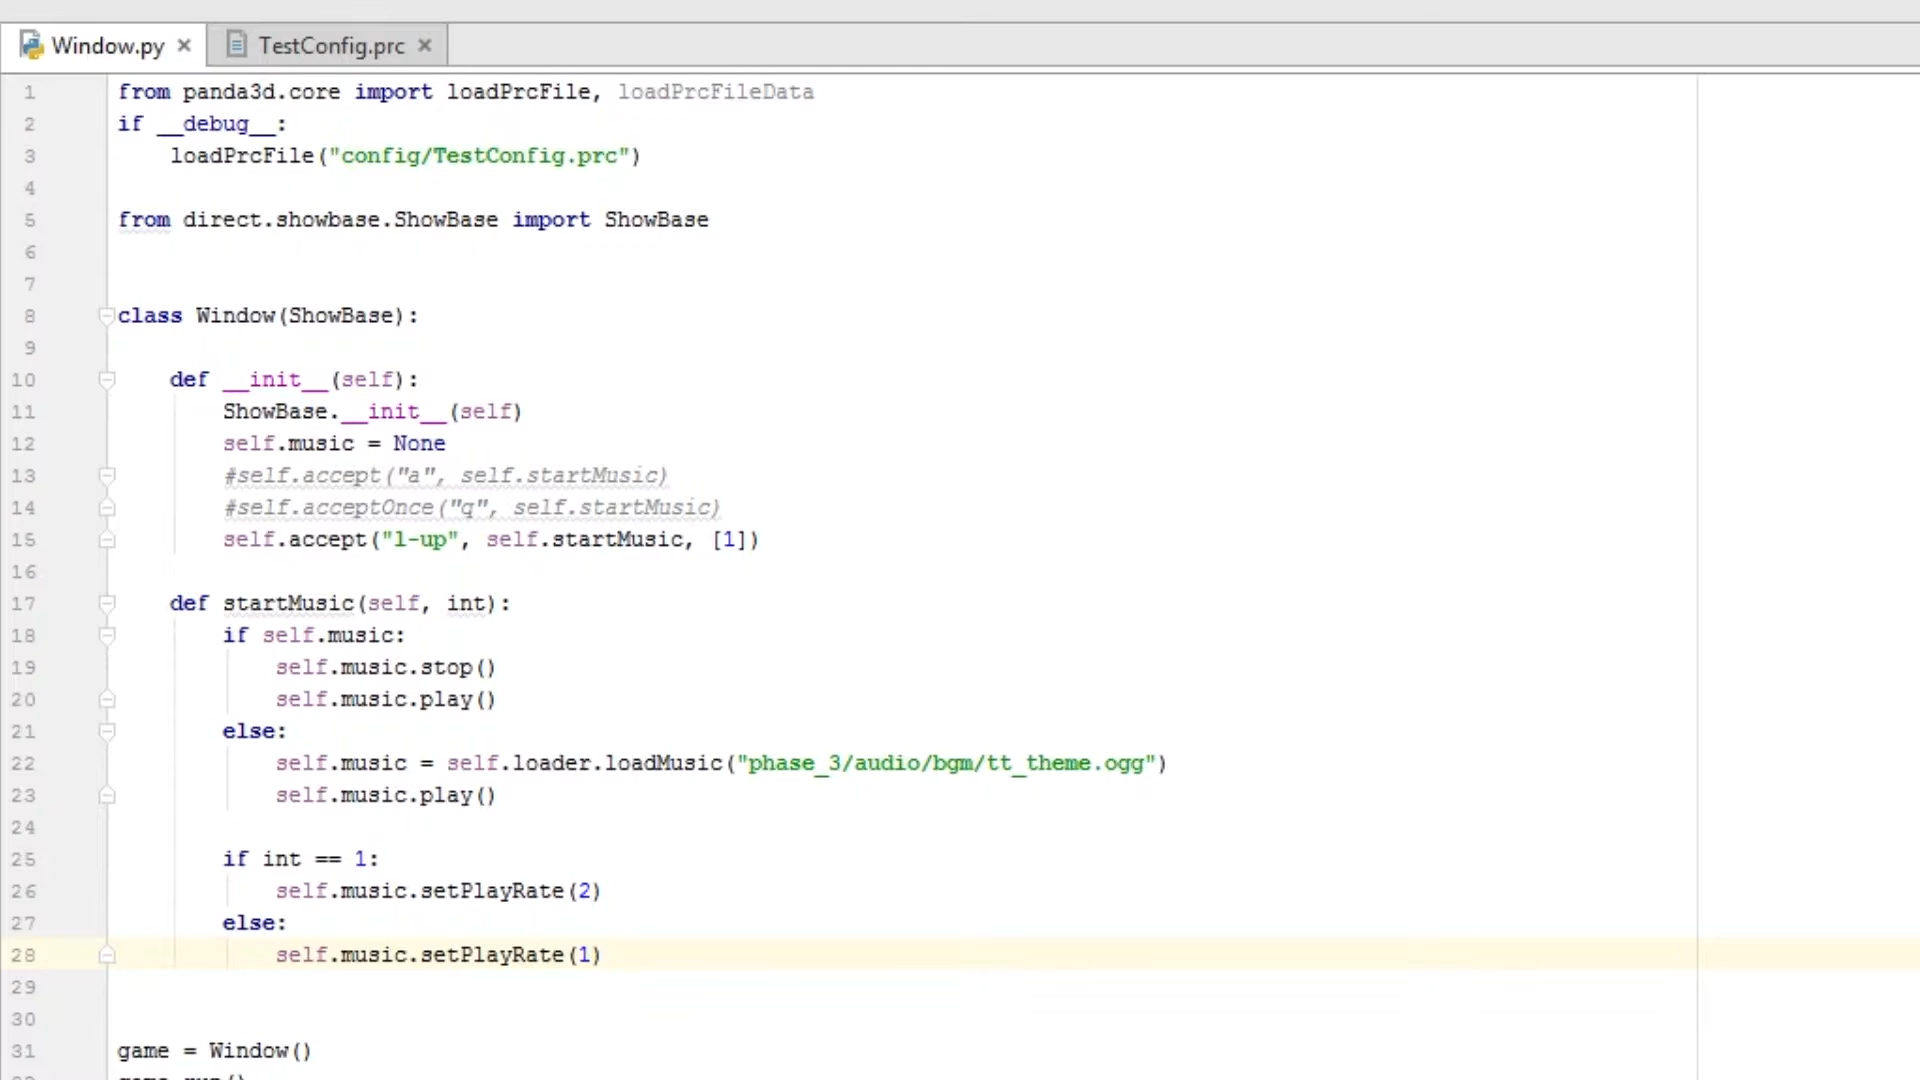 Window.py × TestConfig.prc ×
1 from panda3d.core import loadPrcFile, loadPrcFileData
2 if __debug__:
3     loadPrcFile("config/TestConfig.prc")
4
5 from direct.showbase.ShowBase import ShowBase
6
7
8 class Window(ShowBase):
9
10     def __init__(self):
11         ShowBase.__init__(self)
12         self.music = None
13         #self.accept("a", self.startMusic)
14         #self.acceptOnce("q", self.startMusic)
15         self.accept("l-up", self.startMusic, [1])
16
17     def startMusic(self, int):
18         if self.music:
19             self.music.stop()
20             self.music.play()
21         else:
22             self.music = self.loader.loadMusic("phase_3/audio/bgm/tt_theme.ogg")
23             self.music.play()
24
25         if int == 1:
26             self.music.setPlayRate(2)
27         else:
28             self.music.setPlayRate(1)
29
30
31 game = Window()